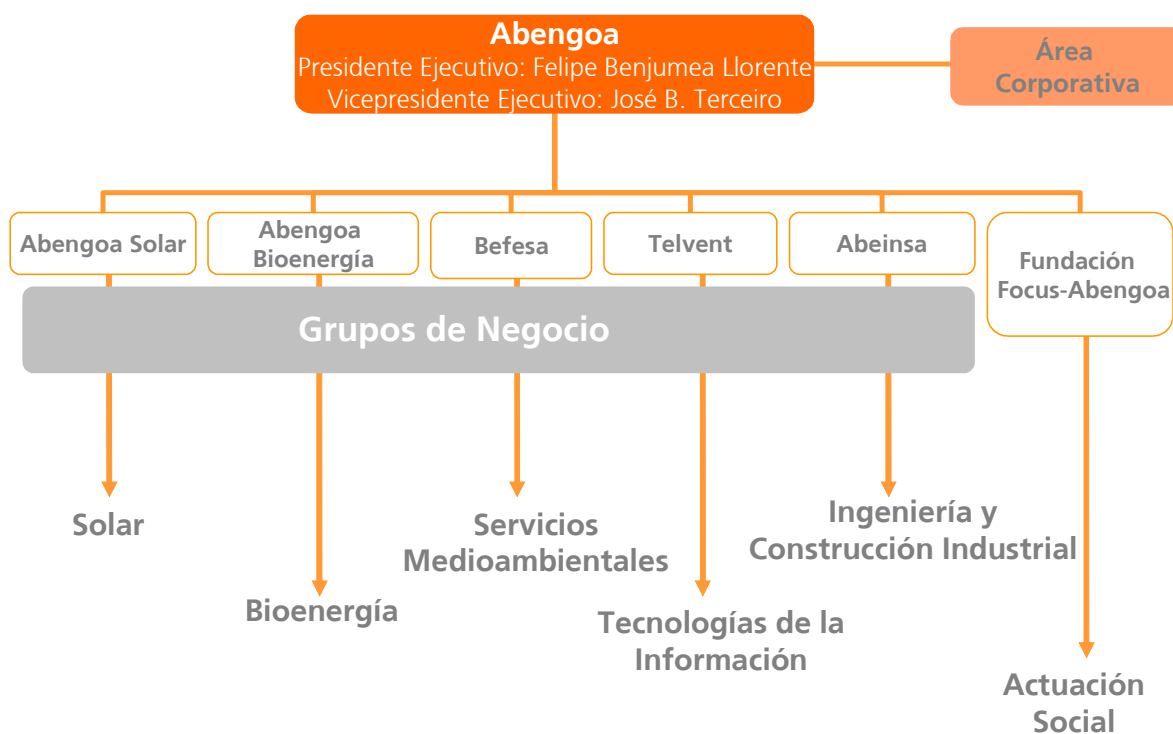 Abengoa
Presidente Ejecutivo: Felipe Benjumea Llorente
Vicepresidente Ejecutivo: José B. Terceiro
Área
Corporativa
Abengoa Solar
Abengoa
Bioenergía
Befesa
Telvent
Abeinsa
Fundación
Focus-Abengoa
Grupos de Negocio
Solar
Bioenergía
Servicios
Medioambientales
Tecnologías de la
Información
Ingeniería y
Construcción Industrial
Actuación
Social